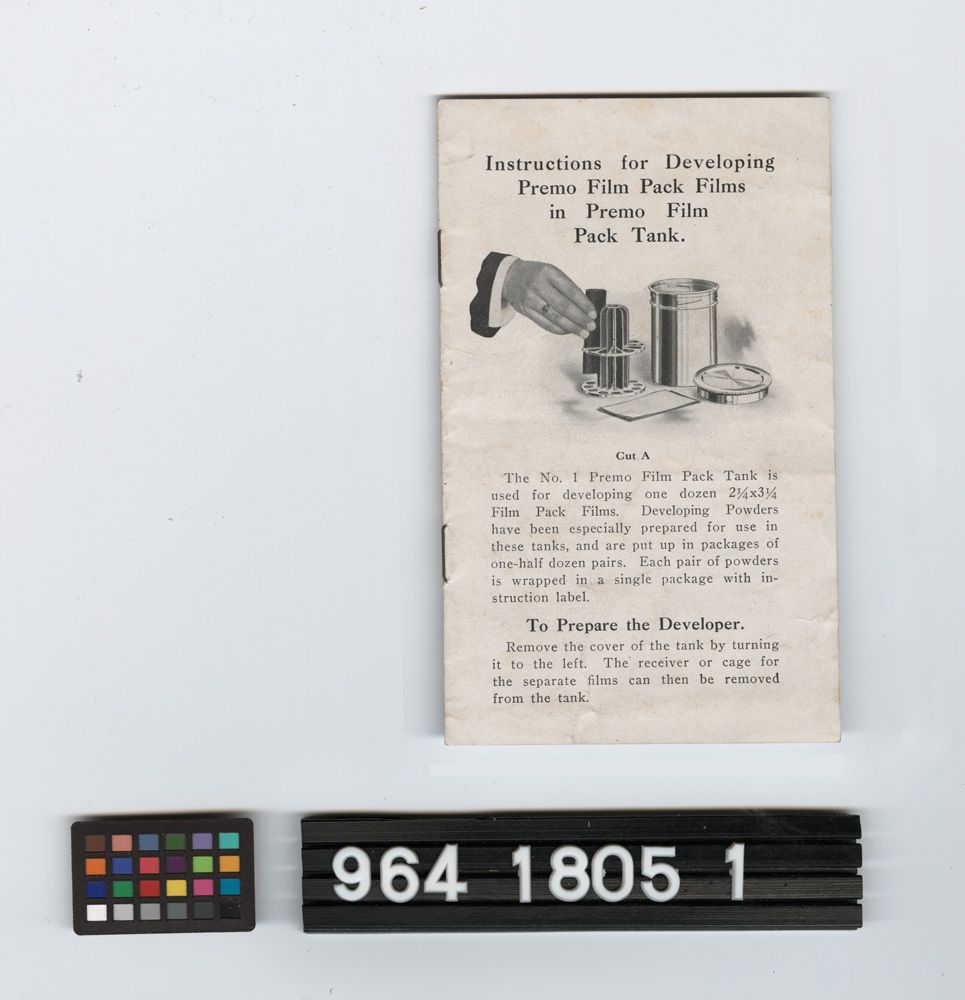 Instructions for Developing
Premo Film Pack Films
in Premo Film
Pack Tank.
Cut A
The No. 1 Premo Film Pack Tank is
used for developing one dozen 2¼x3¼
Film Pack Films. Developing Powders
have been especially prepared for use in
these tanks, and are put up in packages of
one-half dozen pairs. Each pair of powders
is wrapped in a single package with in-
struction label.
To Prepare the Developer.
Remove the cover of the tank by turning
it to the left. The receiver or cage for
the separate films can then be removed
from the tank.
964 1805 1